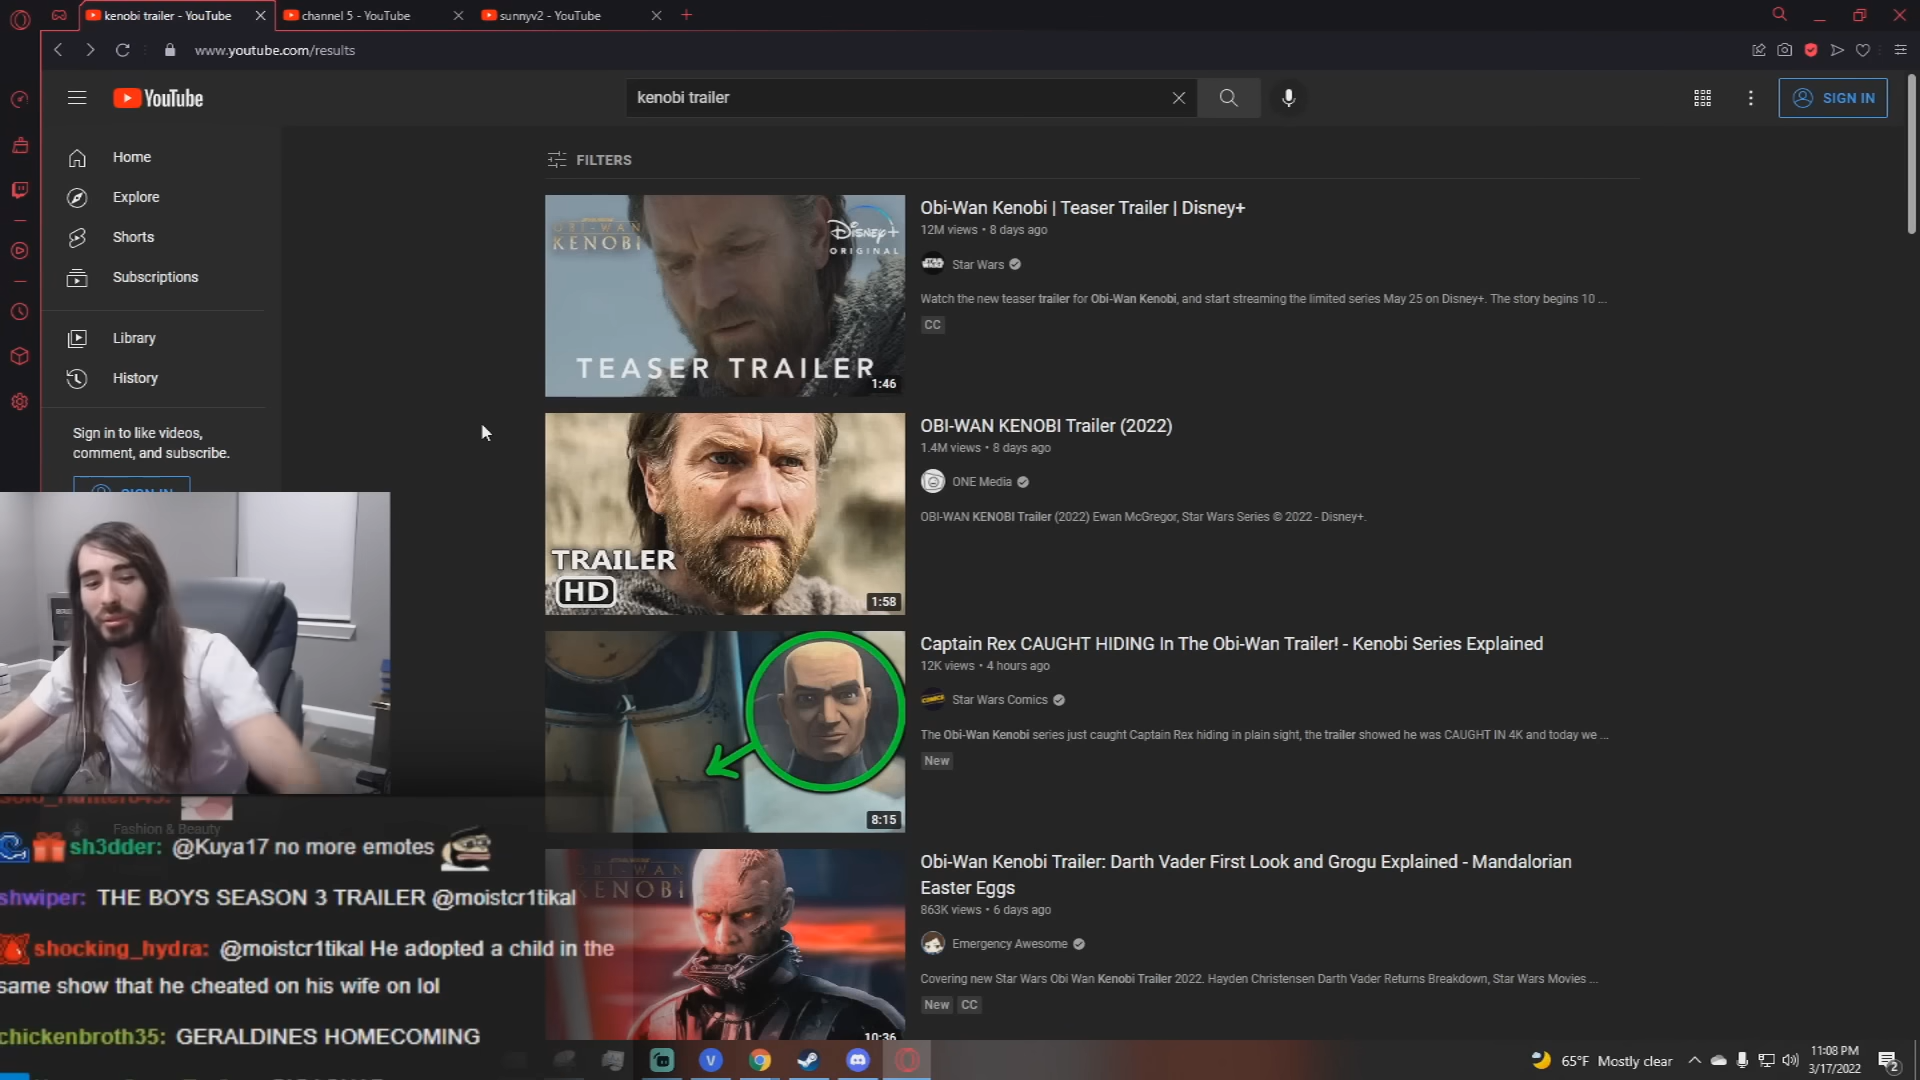 kenobi trailer - YouTube
channel 5 - YouTube
sunnyv2 - YouTube
www.youtube.com/results
YouTube
kenobi trailer
SIGN IN
Home
Explore
Shorts
Subscriptions
Library
History
Sign in to like videos,
comment, and subscribe.
SIGN IN
FILTERS
OBI-WAN
KENOBI
Disney+
ORIGINAL
TEASER TRAILER
1:46
Obi-Wan Kenobi | Teaser Trailer | Disney+
12M views • 8 days ago
Star Wars
Watch the new teaser trailer for Obi-Wan Kenobi, and start streaming the limited series May 25 on Disney+. The story begins 10 ...
CC
TRAILER
HD
1:58
OBI-WAN KENOBI Trailer (2022)
1.4M views • 8 days ago
ONE Media
OBI-WAN KENOBI Trailer (2022) Ewan McGregor, Star Wars Series © 2022 - Disney+.
8:15
Captain Rex CAUGHT HIDING In The Obi-Wan Trailer! - Kenobi Series Explained
12K views • 4 hours ago
Star Wars Comics
The Obi-Wan Kenobi series just caught Captain Rex hiding in plain sight, the trailer showed he was CAUGHT IN 4K and today we ...
New
OBI-WAN
KENOBI
10:36
Obi-Wan Kenobi Trailer: Darth Vader First Look and Grogu Explained - Mandalorian
Easter Eggs
863K views • 6 days ago
Emergency Awesome
Covering new Star Wars Obi Wan Kenobi Trailer 2022. Hayden Christensen Darth Vader Returns Breakdown, Star Wars Movies ...
New
CC
Fashion & Beauty
sh3dder: @Kuya17 no more emotes
shwiper: THE BOYS SEASON 3 TRAILER @moistcr1tikal
shocking_hydra: @moistcr1tikal He adopted a child in the
same show that he cheated on his wife on lol
chickenbroth35: GERALDINES HOMECOMING
65°F Mostly clear
11:08 PM
3/17/2022
2